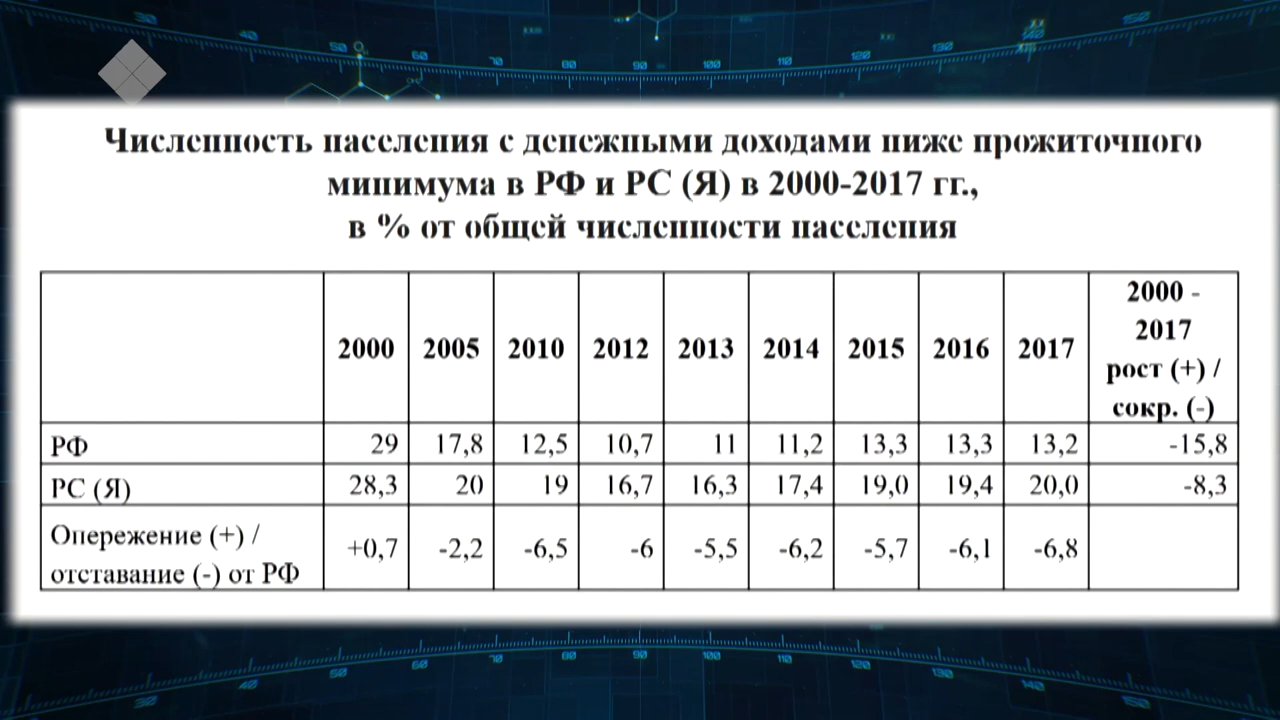 Численность населения с денежными доходами ниже прожиточного
минимума в РФ и РС (Я) в 2000-2017 гг.,
в % от общей численности населения
2000 2005 2010 2012 2013 2014 2015 2016 2017 2000 -
2017
рост (+) /
сокр. (-)
РФ 29 17,8 12,5 10,7 11 11,2 13,3 13,3 13,2 -15,8
РС (Я) 28,3 20 19 16,7 16,3 17,4 19,0 19,4 20,0 -8,3
Опережение (+) /
отставание (-) от РФ +0,7 -2,2 -6,5 -6 -5,5 -6,2 -5,7 -6,1 -6,8